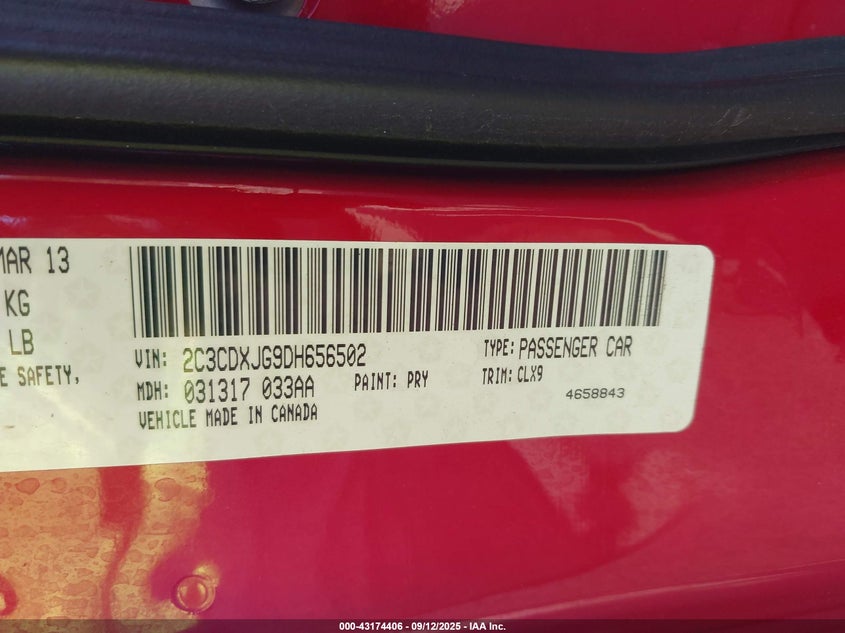 MAR 13
KG
LB
E SAFETY,
VIN: 2C3CDXJG9DH656502
TYPE: PASSENGER CAR
MDH: 031317 033AA
PAINT: PRY
TRIM: CLX9
VEHICLE MADE IN CANADA
4658843
000-43174406 - 09/12/2025 - IAA Inc.